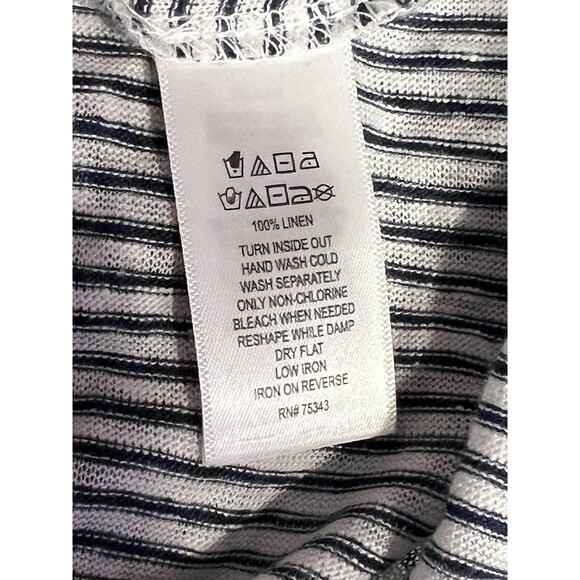 100% LINEN
TURN INSIDE OUT
HAND WASH COLD
WASH SEPARATELY
ONLY NON-CHLORINE
BLEACH WHEN NEEDED
RESHAPE WHILE DAMP
DRY FLAT
LOW IRON
IRON ON REVERSE
RN# 75343